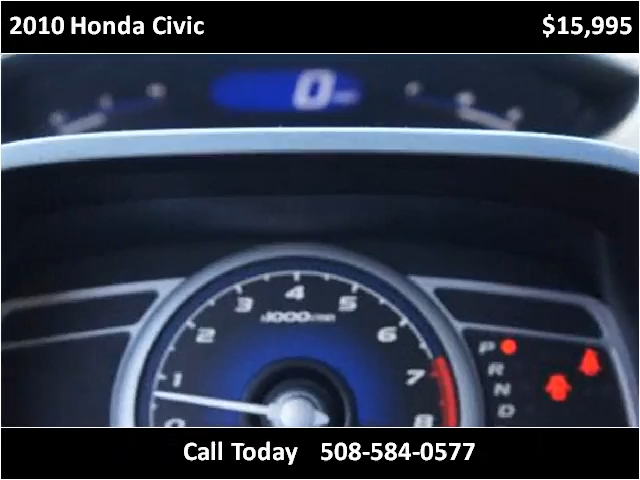 2010 Honda Civic $15,995
0
4
3 5
x1000r/min
2 6
1 7
0 8
P
R
N
D
Call Today 508-584-0577